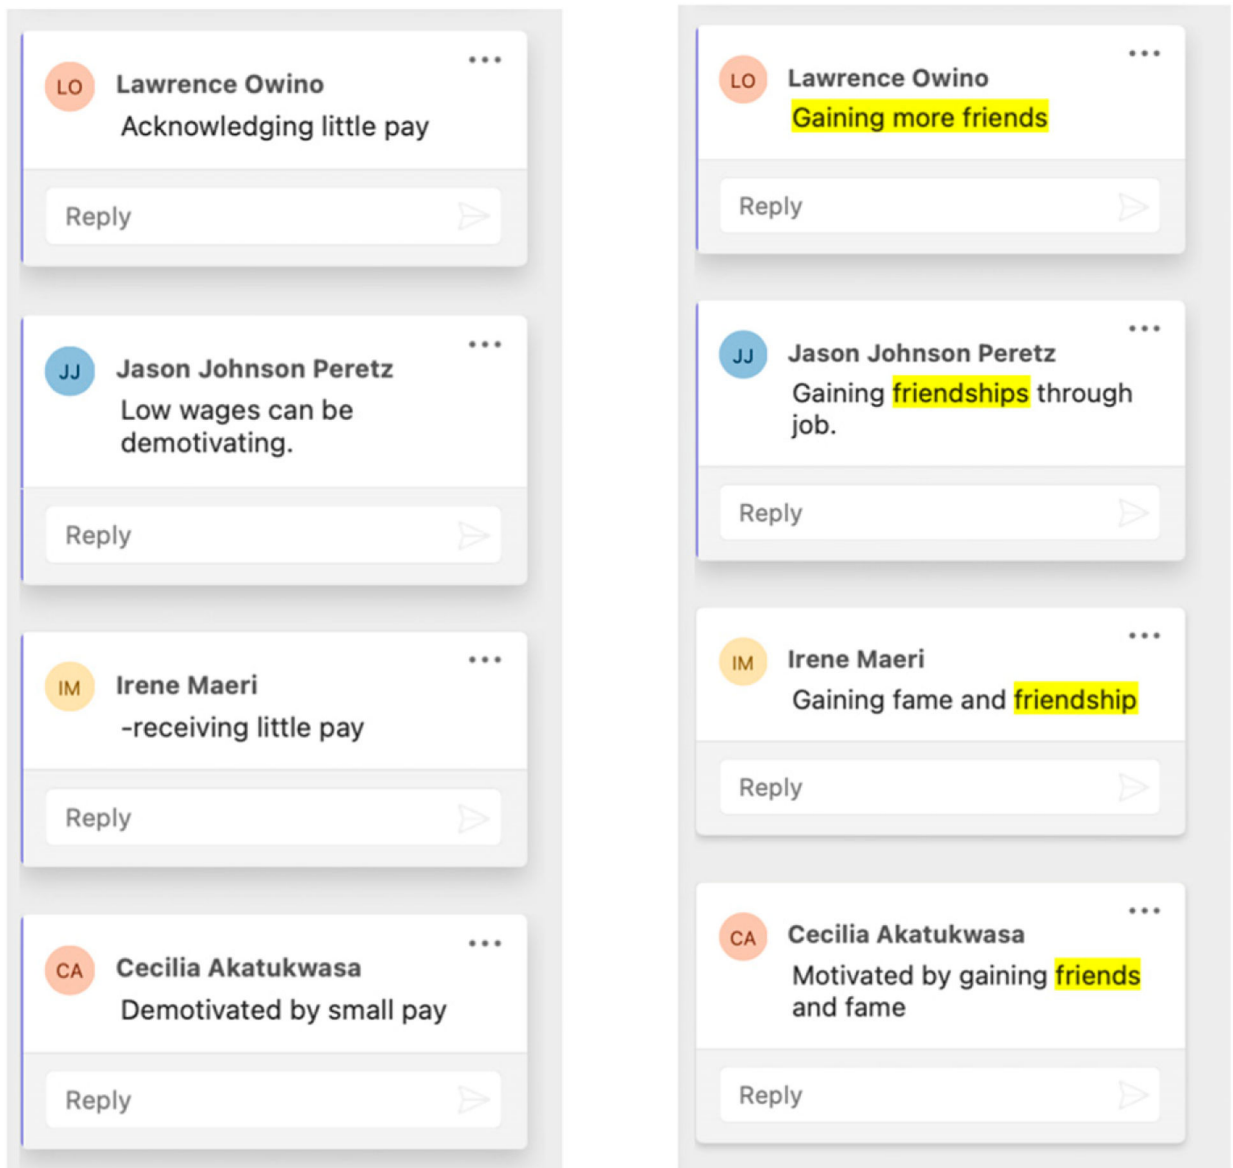 LO
Lawrence Owino
Acknowledging little pay
Reply
JJ
Jason Johnson Peretz
Low wages can be
demotivating.
Reply
IM
Irene Maeri
-receiving little pay
Reply
CA
Cecilia Akatukwasa
Demotivated by small pay
Reply
LO
Lawrence Owino
Gaining more friends
Reply
JJ
Jason Johnson Peretz
Gaining friendships through
job.
Reply
IM
Irene Maeri
Gaining fame and friendship
Reply
CA
Cecilia Akatukwasa
Motivated by gaining friends
and fame
Reply